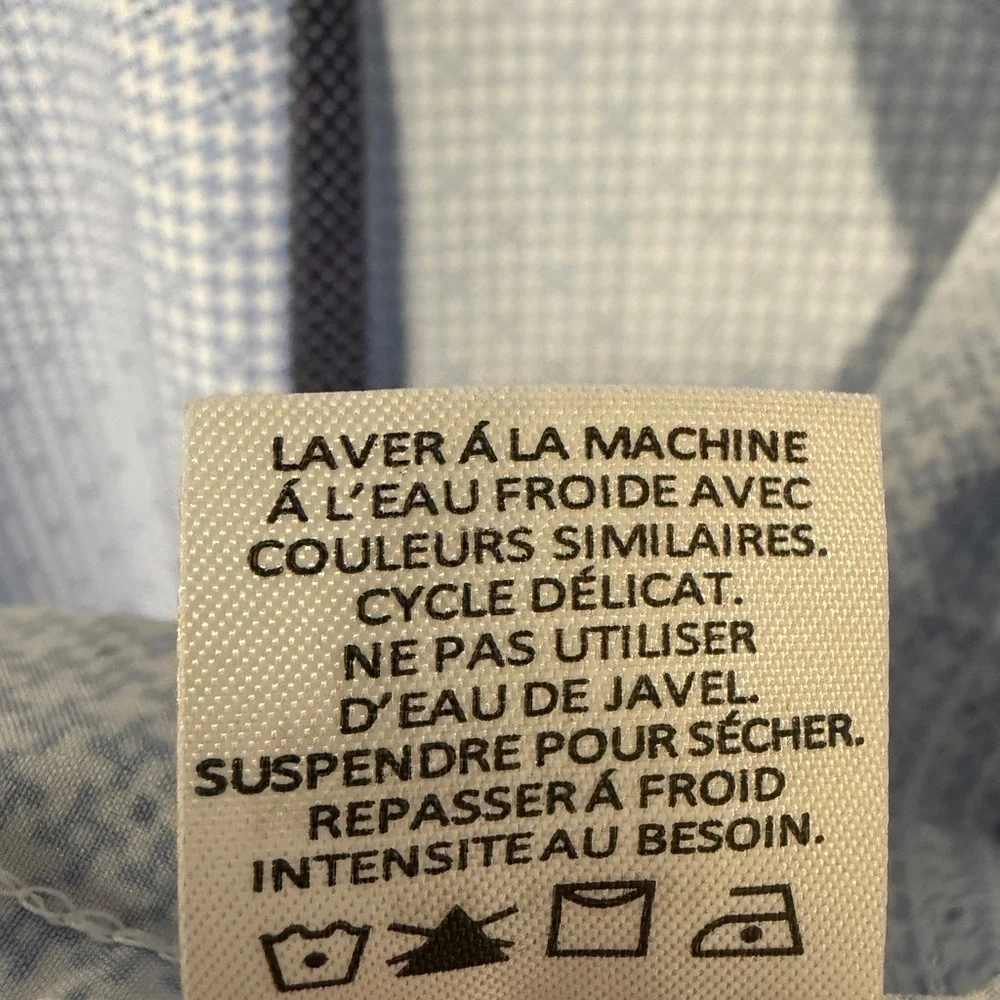 LAVER Á LA MACHINE
Á L'EAU FROIDE AVEC
COULEURS SIMILAIRES.
CYCLE DÉLICAT.
NE PAS UTILISER
D'EAU DE JAVEL.
SUSPENDRE POUR SÉCHER.
REPASSER Á FROID
INTENSITE AU BESOIN.